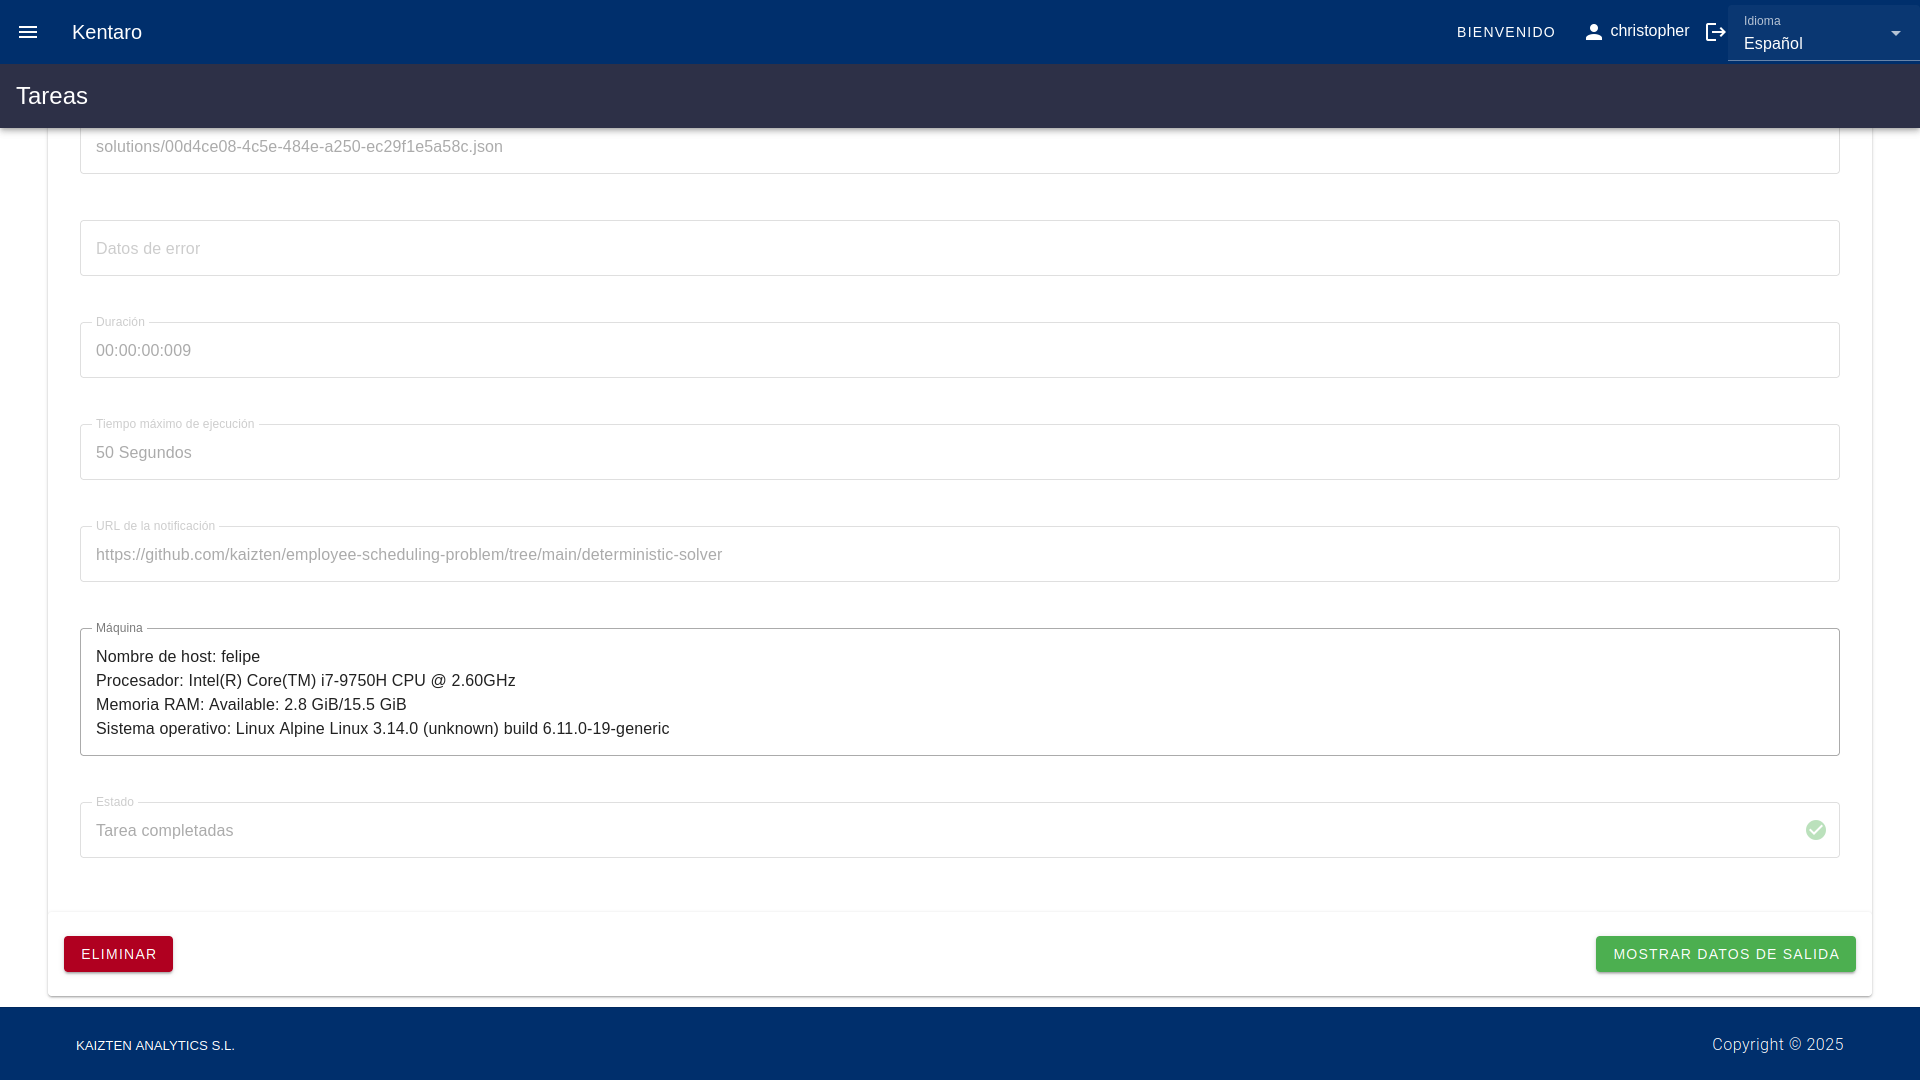 Kentaro
BIENVENIDO
christopher
Idioma
Español
Tareas
solutions/00d4ce08-4c5e-484e-a250-ec29f1e5a58c.json
Datos de error
Duración
00:00:00:009
Tiempo máximo de ejecución
50 Segundos
URL de la notificación
https://github.com/kaizten/employee-scheduling-problem/tree/main/deterministic-solver
Máquina
Nombre de host: felipe
Procesador: Intel(R) Core(TM) i7-9750H CPU @ 2.60GHz
Memoria RAM: Available: 2.8 GiB/15.5 GiB
Sistema operativo: Linux Alpine Linux 3.14.0 (unknown) build 6.11.0-19-generic
Estado
Tarea completadas
ELIMINAR
MOSTRAR DATOS DE SALIDA
KAIZTEN ANALYTICS S.L.
Copyright © 2025